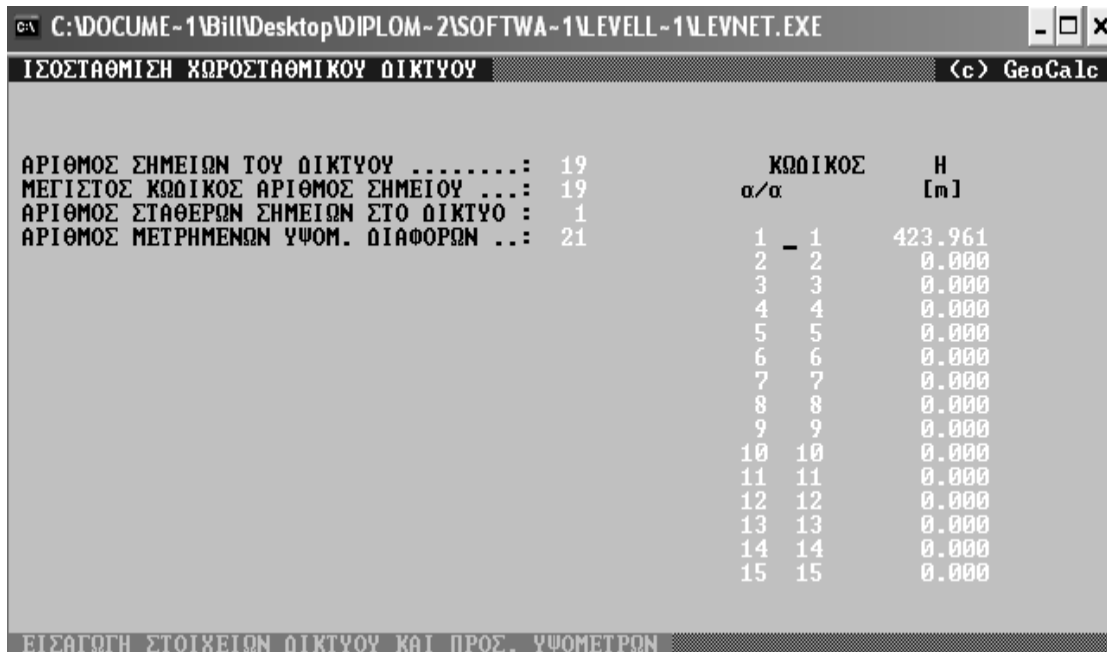 C:\DOCUME~1\Bill\Desktop\DIPLOM~2\SOFTWA~1\LEVELL~1\LEVNET.EXE
ΙΣΟΣΤΑΘΜΙΣΗ ΧΩΡΟΣΤΑΘΜΙΚΟΥ ΔΙΚΤΥΟΥ (c) GeoCalc
ΑΡΙΘΜΟΣ ΣΗΜΕΙΩΝ ΤΟΥ ΔΙΚΤΥΟΥ ........: 19 ΚΩΔΙΚΟΣ H
ΜΕΓΙΣΤΟΣ ΚΩΔΙΚΟΣ ΑΡΙΘΜΟΣ ΣΗΜΕΙΟΥ ...: 19 α/α [m]
ΑΡΙΘΜΟΣ ΣΤΑΘΕΡΩΝ ΣΗΜΕΙΩΝ ΣΤΟ ΔΙΚΤΥΟ : 1
ΑΡΙΘΜΟΣ ΜΕΤΡΗΜΕΝΩΝ ΥΨΟΜ. ΔΙΑΦΟΡΩΝ ..: 21 1 _ 1 423.961
2 2 0.000
3 3 0.000
4 4 0.000
5 5 0.000
6 6 0.000
7 7 0.000
8 8 0.000
9 9 0.000
10 10 0.000
11 11 0.000
12 12 0.000
13 13 0.000
14 14 0.000
15 15 0.000
ΕΙΣΑΓΩΓΗ ΣΤΟΙΧΕΙΩΝ ΔΙΚΤΥΟΥ ΚΑΙ ΠΡΟΣ. ΥΨΟΜΕΤΡΩΝ